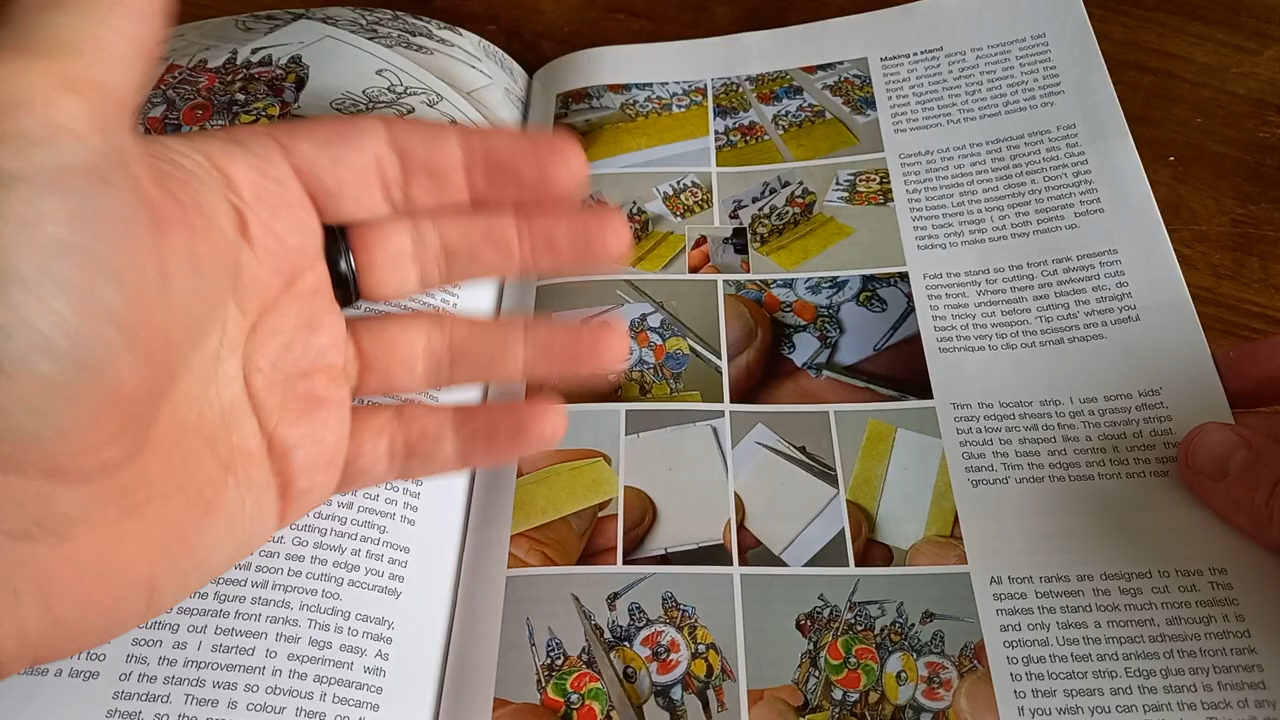 Do that
cut on the
will prevent the
during cutting.
cutting hand and move
cut. Go slowly at first and
can see the edge you are
will soon be cutting accurately
speed will improve too.
the figure stands, including cavalry,
separate front ranks. This is to make
cutting out between their legs easy. As
soon as I started to experiment with
this, the improvement in the appearance
of the stands was so obvious it became
standard. There is colour there on
sheet, so the
too
base a large
Making a stand
Score carefully along the horizontal fold
lines on your print. Accurate scoring
should ensure a good match between
front and back when they are finished.
If the figures have long spears, hold the
sheet against the light and apply a little
glue to the back of one side of the spear
on the reverse. This extra glue will stiffen
the weapon. Put the sheet aside to dry.
Carefully cut out the individual strips. Fold
them so the ranks and the front locator
strip stand up and the ground sits flat.
Ensure the sides are level as you fold. Glue
fully the inside of one side of each rank and
the locator strip and close it. Don't glue
the base. Let the assembly dry thoroughly.
Where there is a long spear to match with
the back image ( on the separate front
ranks only) snip out both points before
folding to make sure they match up.
Fold the stand so the front rank presents
conveniently for cutting. Cut always from
the front. Where there are awkward cuts
to make underneath axe blades etc, do
the tricky cut before cutting the straight
back of the weapon. 'Tip cuts' where you
use the very tip of the scissors are a useful
technique to clip out small shapes.
Trim the locator strip. I use some kids'
crazy edged shears to get a grassy effect,
but a low arc will do fine. The cavalry strips
should be shaped like a cloud of dust.
Glue the base and centre it under the
stand, Trim the edges and fold the
'ground' under the base front and rear.
All front ranks are designed to have the
space between the legs cut out. This
makes the stand look much more realistic
and only takes a moment, although it is
optional. Use the impact adhesive method
to glue the feet and ankles of the front rank
to the locator strip. Edge glue any banners
to their spears and the stand is finished.
If you wish you can paint the back of any